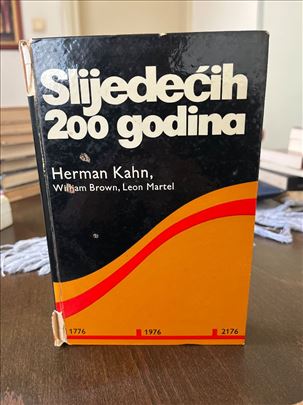 Slijedećih
200 godina
Herman Kahn,
William Brown, Leon Martel
1776 1976 2176